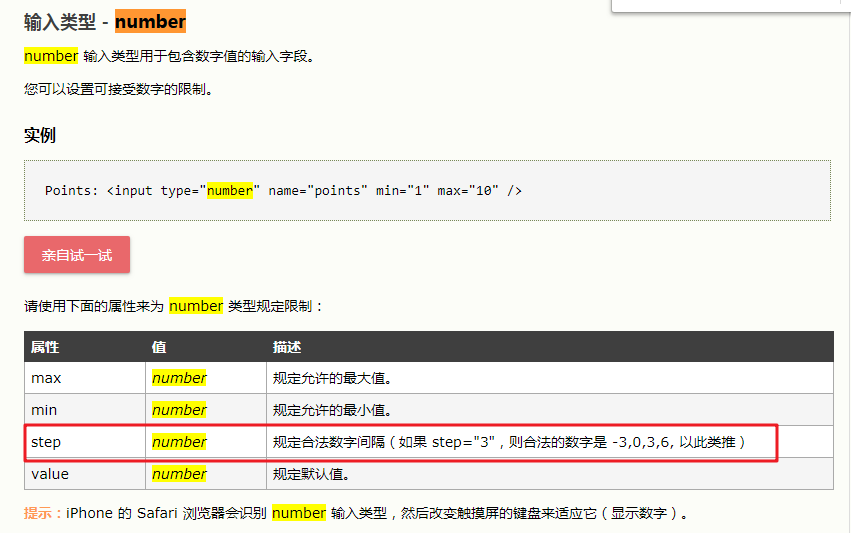 输入类型 - number
number 输入类型用于包含数字值的输入字段。
您可以设置可接受数字的限制。
实例
Points: <input type="number" name="points" min="1" max="10" />
亲自试一试
请使用下面的属性来为 number 类型规定限制：
属性 值 描述
max number 规定允许的最大值。
min number 规定允许的最小值。
step number 规定合法数字间隔（如果 step="3"，则合法的数字是 -3,0,3,6, 以此类推）
value number 规定默认值。
提示：iPhone 的 Safari 浏览器会识别 number 输入类型，然后改变触摸屏的键盘来适应它（显示数字）。